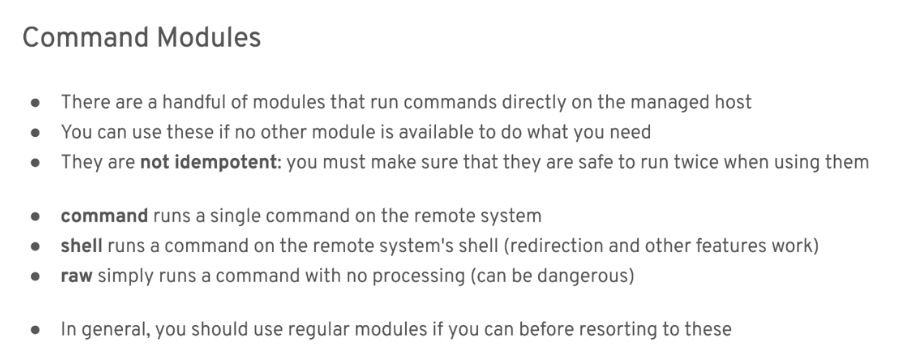 Command Modules
● There are a handful of modules that run commands directly on the managed host
● You can use these if no other module is available to do what you need
● They are not idempotent: you must make sure that they are safe to run twice when using them
● command runs a single command on the remote system
● shell runs a command on the remote system's shell (redirection and other features work)
● raw simply runs a command with no processing (can be dangerous)
● In general, you should use regular modules if you can before resorting to these